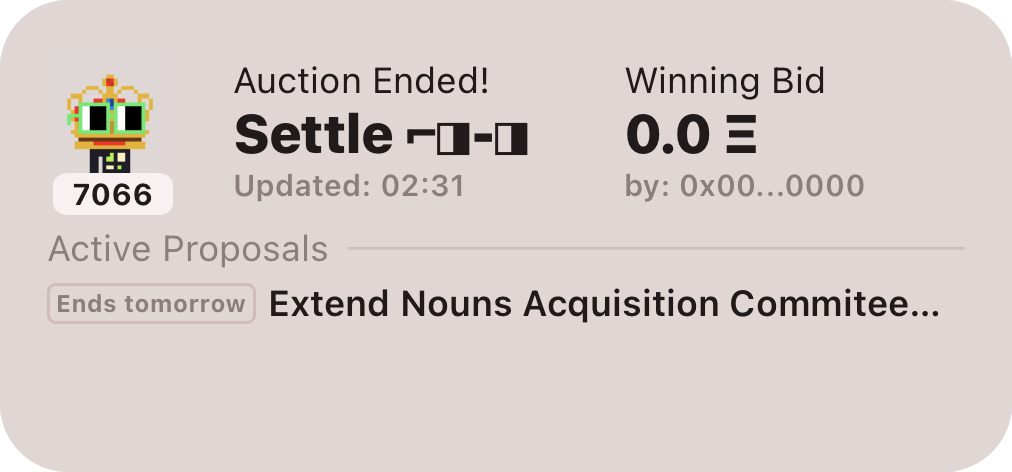 Auction Ended!
Settle ⌐◨-◨
Updated: 02:31
Winning Bid
0.0 Ξ
by: 0x00...0000
7066
Active Proposals
Ends tomorrow Extend Nouns Acquisition Commitee...